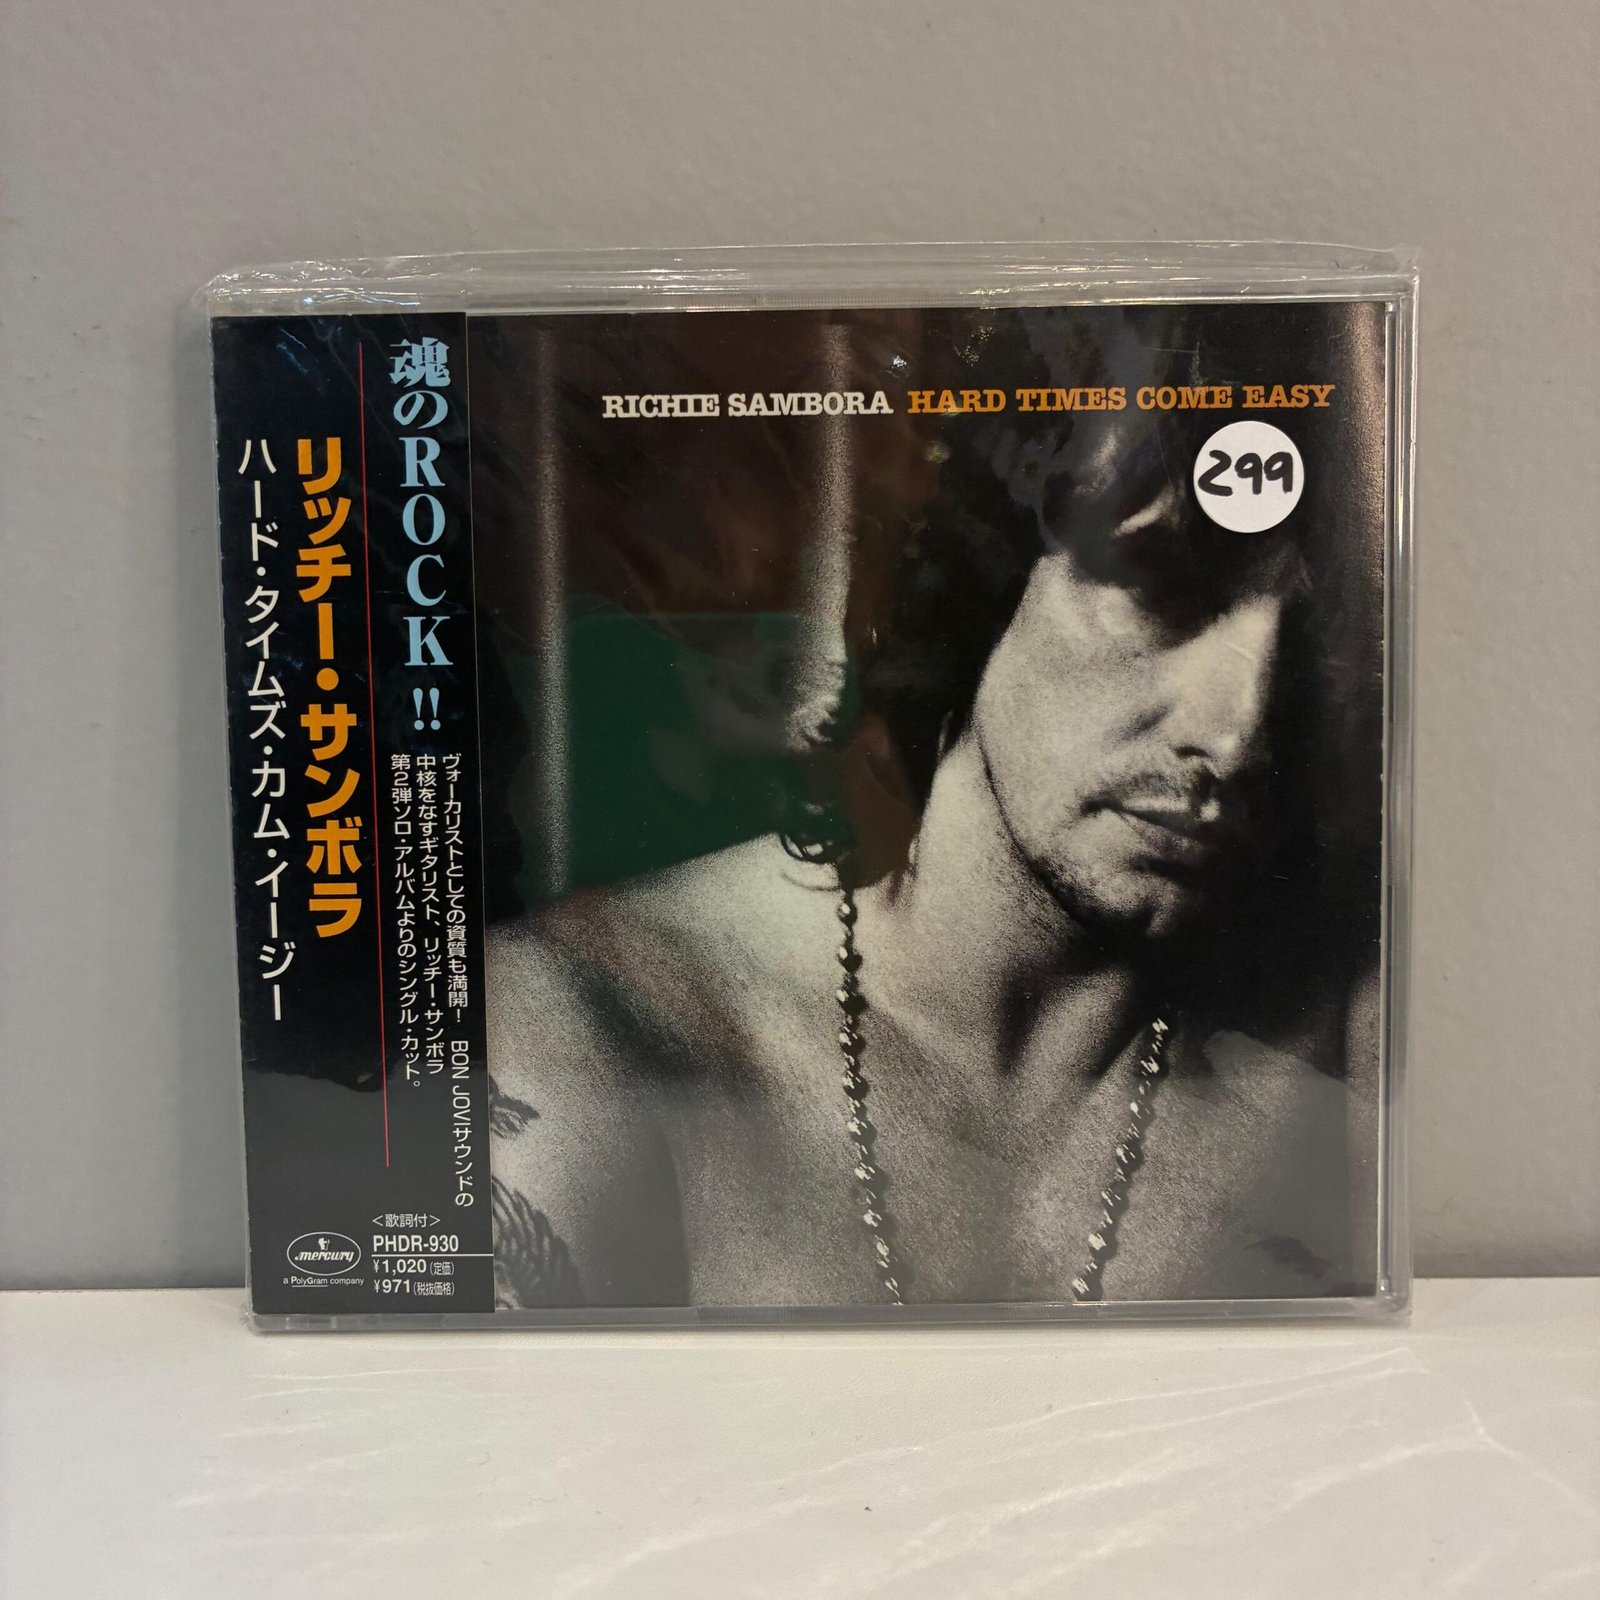 RICHIE SAMBORA HARD TIMES COME EASY
299
魂のROCK!!
ヴォーカリストとしての資質も満開! BON JOVIサウンドの
中核をなすギタリスト、リッチー・サンボラ
第2弾ソロ・アルバムよりのシングル・カット。
リッチー・サンボラ
ハード・タイムズ・カム・イージー
mercury
a PolyGram company
<歌詞付>
PHDR-930
¥1,020(定価)
¥971(税抜価格)